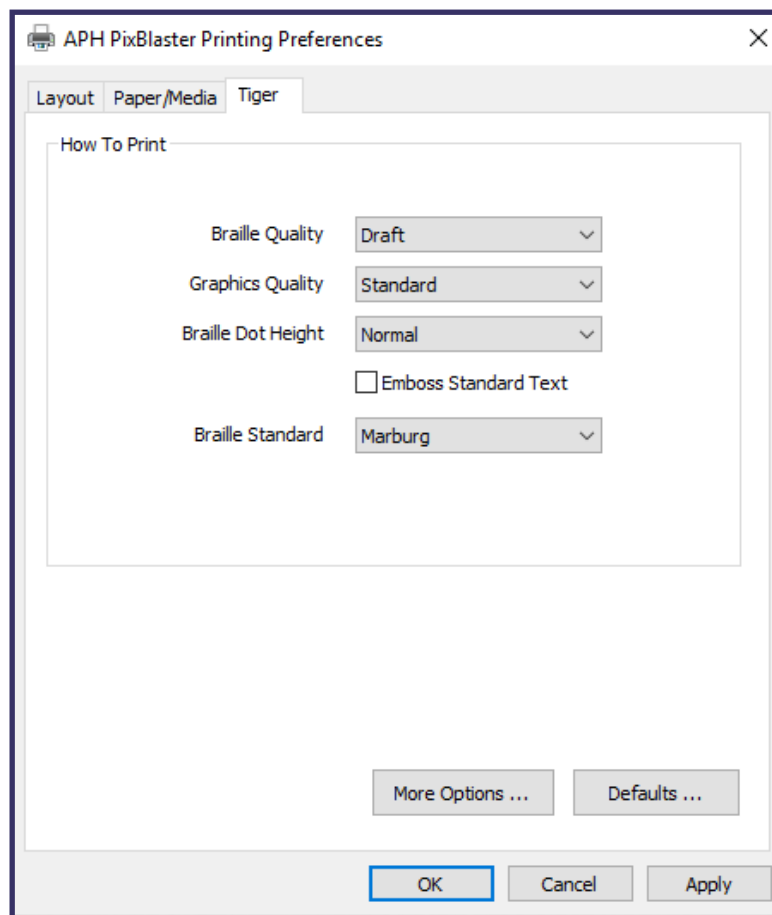 APH PixBlaster Printing Preferences
Layout Paper/Media Tiger
How To Print
Braille Quality Draft
Graphics Quality Standard
Braille Dot Height Normal
Emboss Standard Text
Braille Standard Marburg
More Options ... Defaults ...
OK Cancel Apply